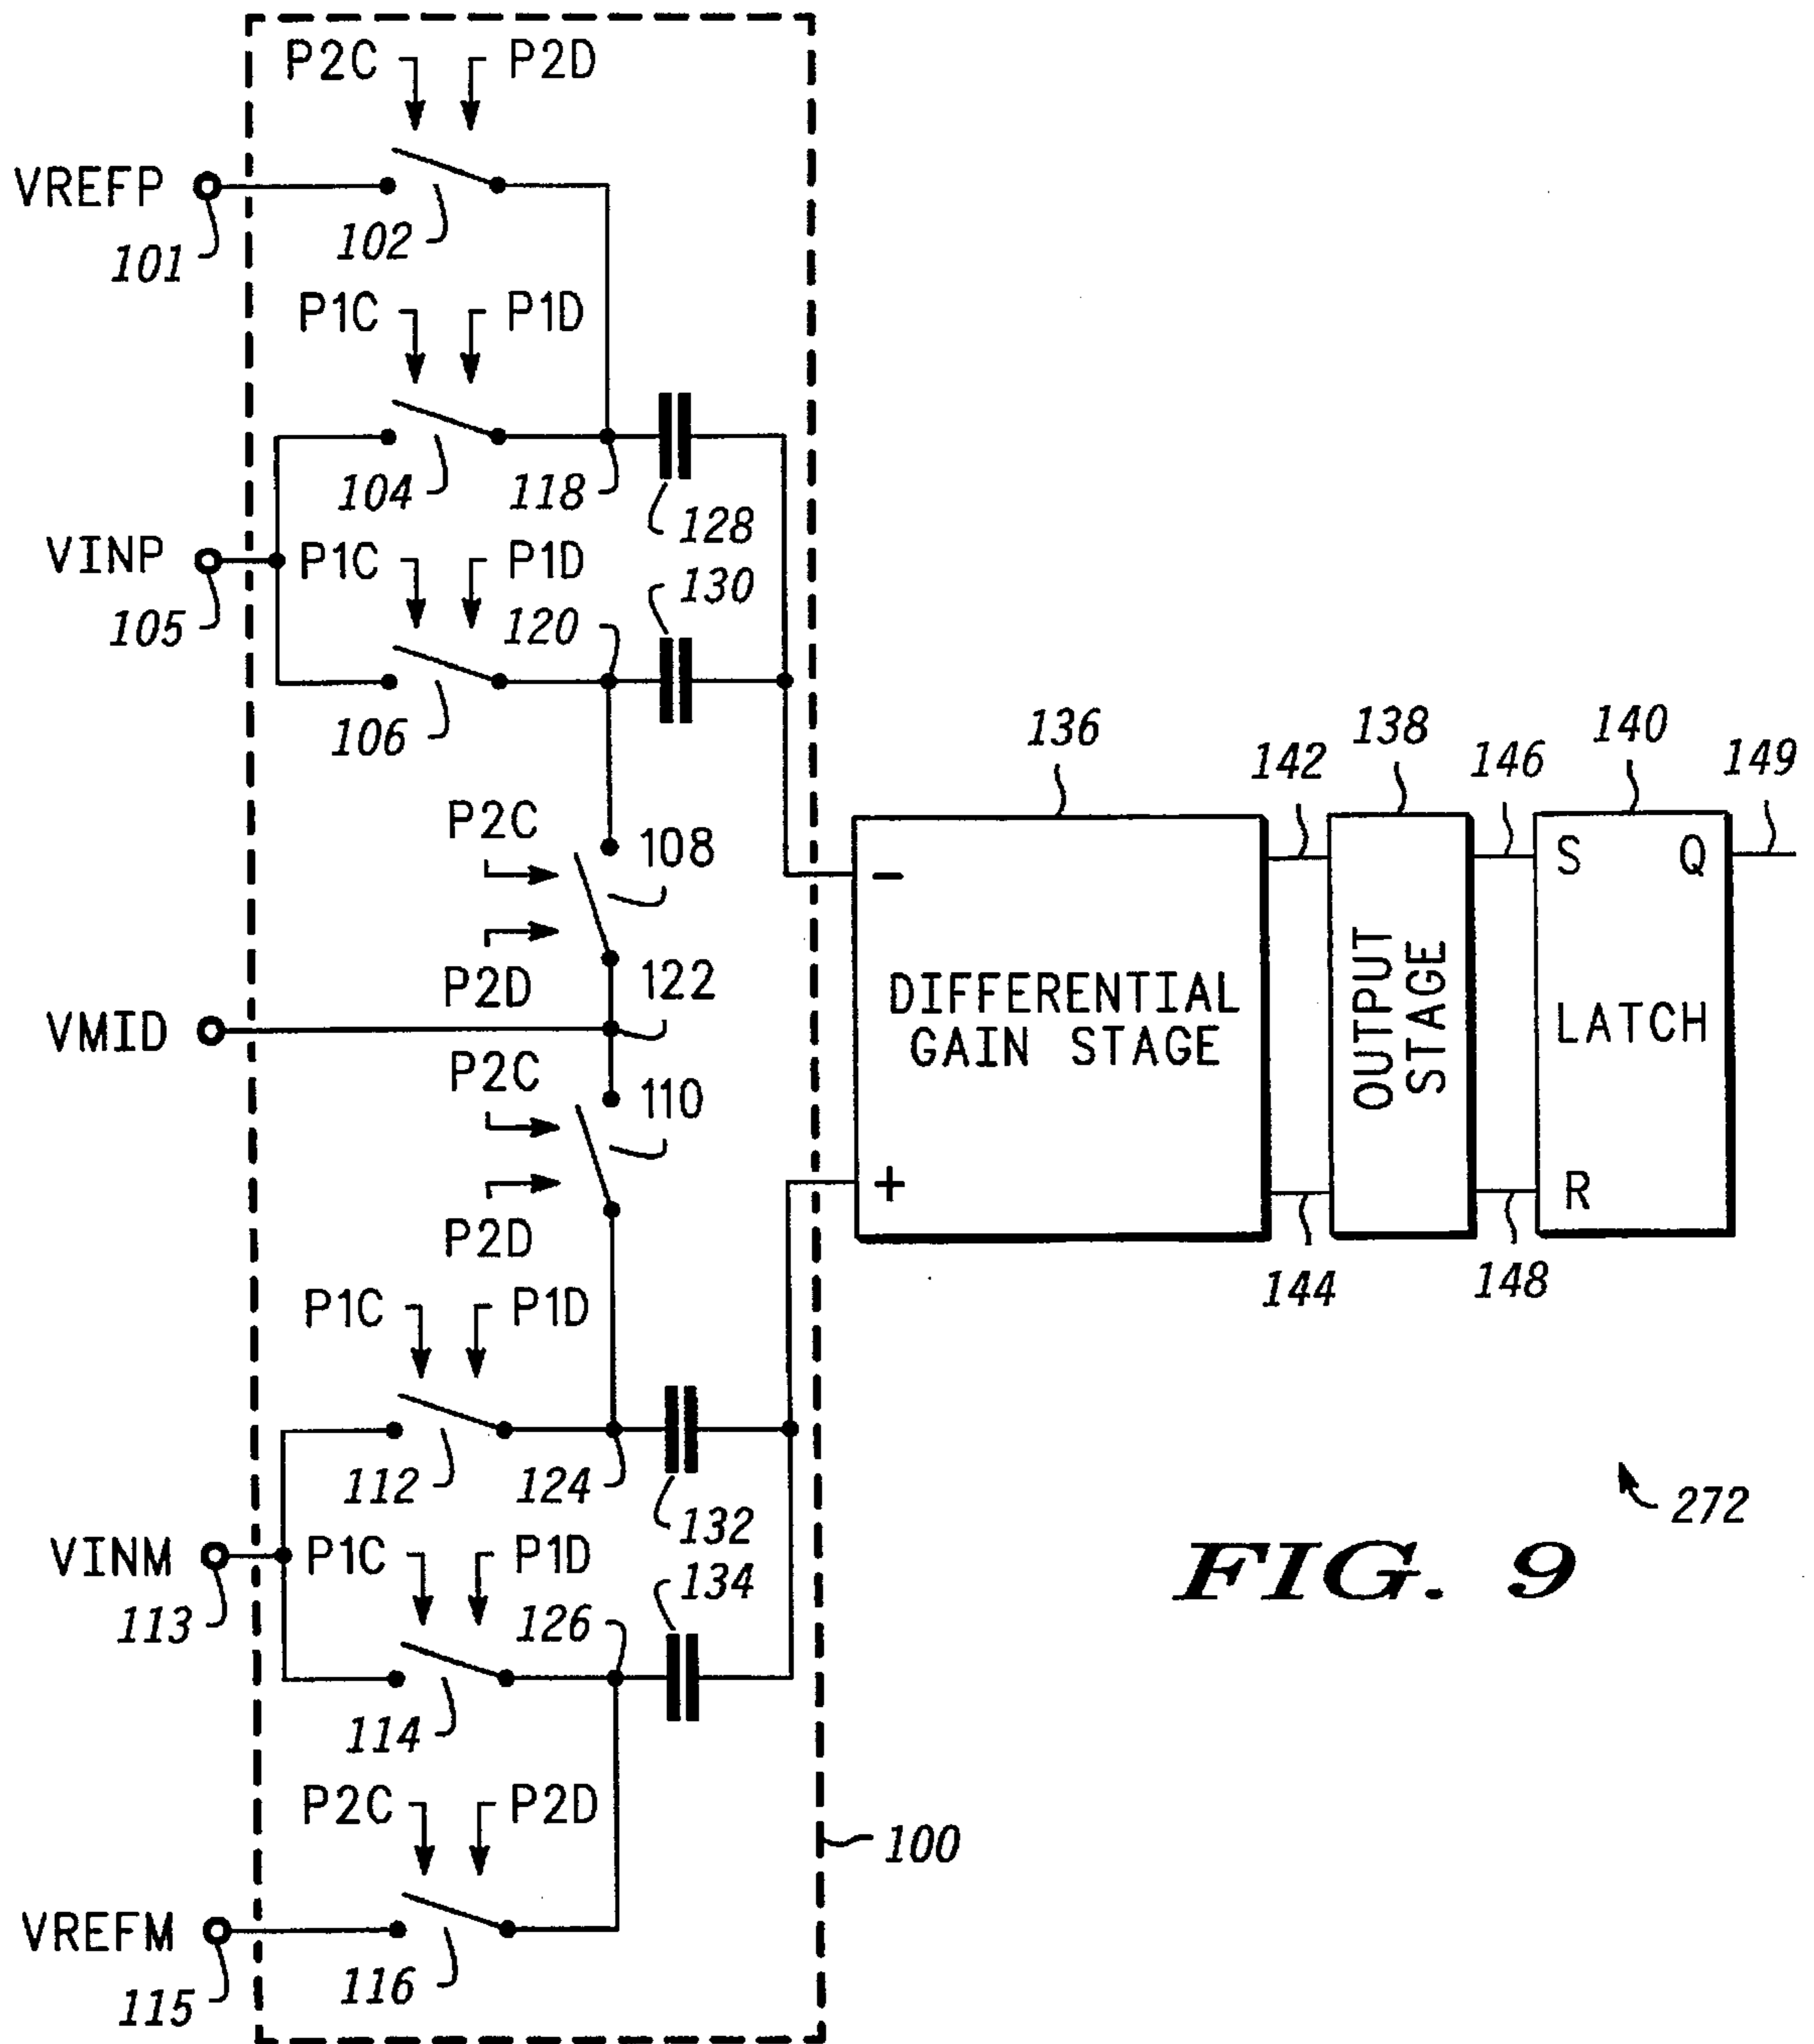 P2C P2D
VREFP
101
102
P1C P1D
104
118
128
VINP
105
P1C P1D
120
130
106
P2C
108
P2D
122
VMID
P2C
110
P2D
136
142
138
146
140
149
−
+
DIFFERENTIAL
GAIN STAGE
OUTPUT
STAGE
S Q
LATCH
R
144
148
P1C P1D
112
124
132
VINM
113
P1C P1D
126
134
114
P2C P2D
100
VREFM
115
116
272
FIG. 9